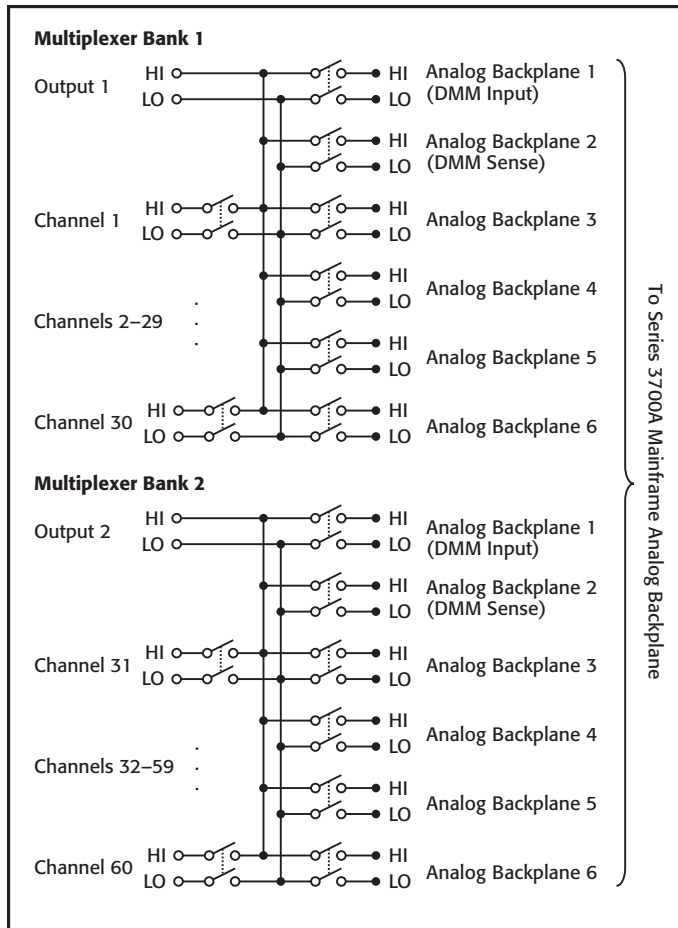 Multiplexer Bank 1
Output 1
HI HI Analog Backplane 1
LO LO (DMM Input)
HI Analog Backplane 2
LO (DMM Sense)
Channel 1
HI HI
LO LO
Analog Backplane 3
HI
LO
Analog Backplane 4
Channels 2–29
HI
LO
Analog Backplane 5
Channel 30
HI HI
LO LO
Analog Backplane 6
Multiplexer Bank 2
Output 2
HI HI Analog Backplane 1
LO LO (DMM Input)
HI Analog Backplane 2
LO (DMM Sense)
Channel 31
HI HI
LO LO
Analog Backplane 3
HI
LO
Analog Backplane 4
Channels 32–59
HI
LO
Analog Backplane 5
Channel 60
HI HI
LO LO
Analog Backplane 6
To Series 3700A Mainframe Analog Backplane